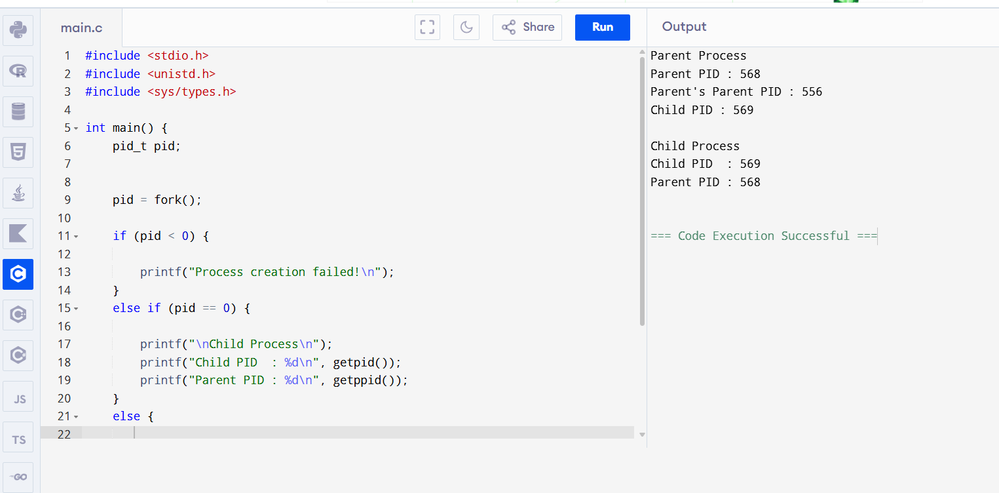 main.c
Share
Run
Output
1 #include <stdio.h>
2 #include <unistd.h>
3 #include <sys/types.h>
4
5 int main() {
6     pid_t pid;
7
8
9     pid = fork();
10
11     if (pid < 0) {
12
13         printf("Process creation failed!\n");
14     }
15     else if (pid == 0) {
16
17         printf("\nChild Process\n");
18         printf("Child PID  : %d\n", getpid());
19         printf("Parent PID : %d\n", getppid());
20     }
21     else {
22
Parent Process
Parent PID : 568
Parent's Parent PID : 556
Child PID : 569

Child Process
Child PID  : 569
Parent PID : 568

=== Code Execution Successful ===
R
5
C
C
C
JS
TS
GO